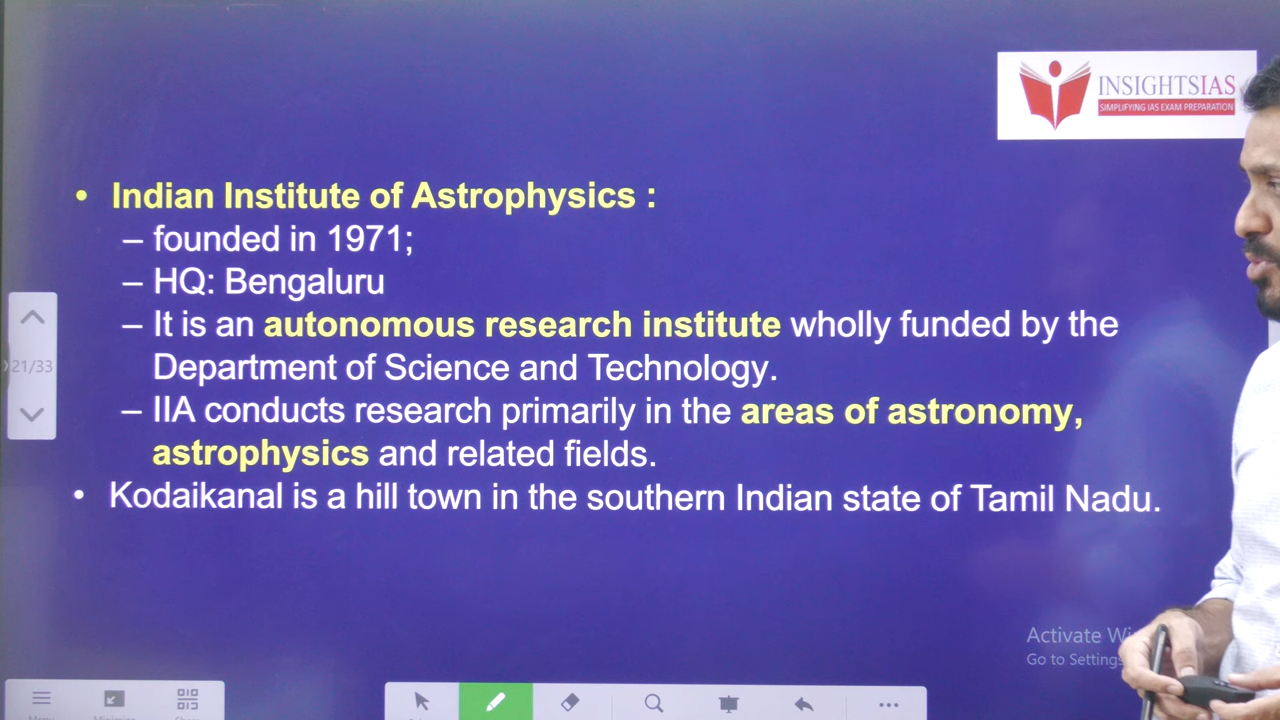 INSIGHTSIAS
SIMPLIFYING IAS EXAM PREPARATION
• Indian Institute of Astrophysics :
– founded in 1971;
– HQ: Bengaluru
– It is an autonomous research institute wholly funded by the
Department of Science and Technology.
– IIA conducts research primarily in the areas of astronomy,
astrophysics and related fields.
• Kodaikanal is a hill town in the southern Indian state of Tamil Nadu.
21/33
Activate
Go to Settings